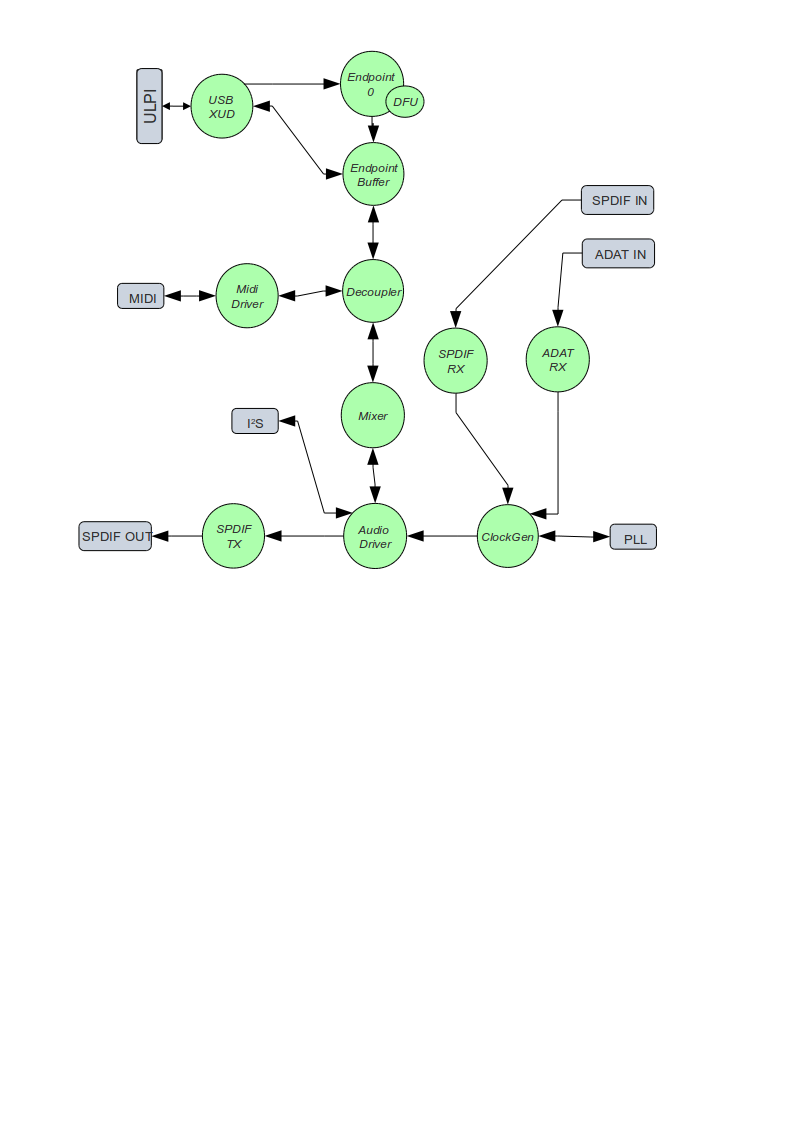 ULPI
USB
XUD
Endpoint
0
DFU
Endpoint
Buffer
SPDIF IN
ADAT IN
MIDI
Midi
Driver
Decoupler
SPDIF
RX
ADAT
RX
I²S
Mixer
SPDIF OUT
SPDIF
TX
Audio
Driver
ClockGen
PLL